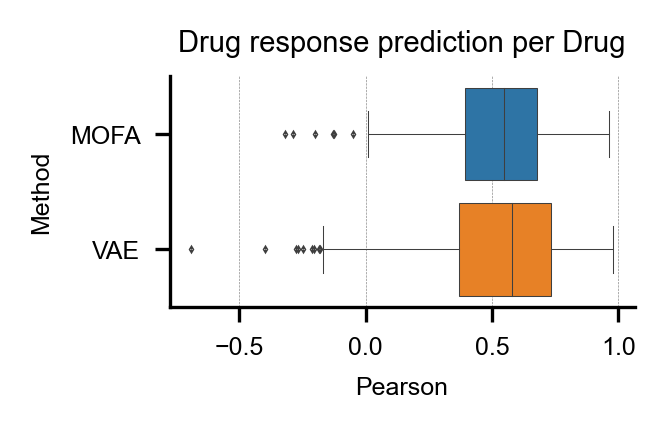 Drug response prediction per Drug
Method
MOFA
VAE
−0.5 0.0 0.5 1.0
Pearson